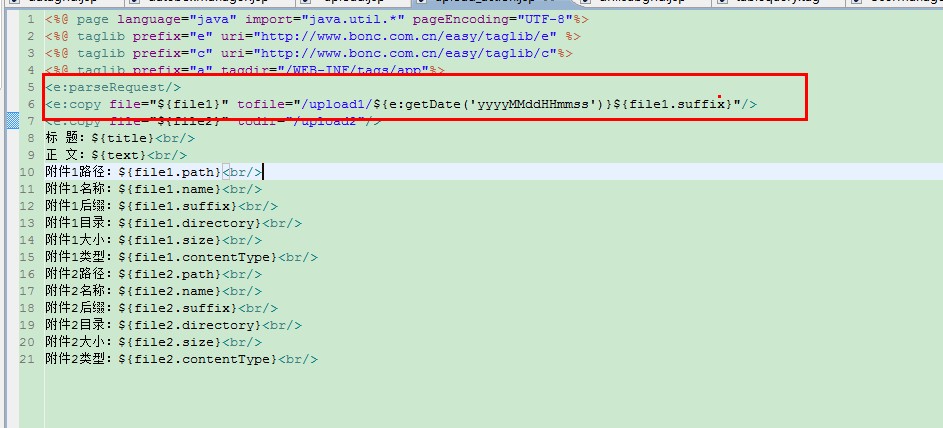 1 <%@ page language="java" import="java.util.*" pageEncoding="UTF-8"%>
2 <%@ taglib prefix="e" uri="http://www.bonc.com.cn/easy/taglib/e" %>
3 <%@ taglib prefix="c" uri="http://www.bonc.com.cn/easy/taglib/c"%>
4 <%@ taglib prefix="a" tagdir="/WEB-INF/tags/app"%>
5 <e:parseRequest/>
6 <e:copy file="${file1}" tofile="/upload1/${e:getDate('yyyyMMddHHmmss')}${file1.suffix}"/>
7 <e:copy file="${file2}" todir="/upload2"/>
8 标 题：${title}<br/>
9 正 文：${text}<br/>
10 附件1路径：${file1.path}<br/>
11 附件1名称：${file1.name}<br/>
12 附件1后缀：${file1.suffix}<br/>
13 附件1目录：${file1.directory}<br/>
14 附件1大小：${file1.size}<br/>
15 附件1类型：${file1.contentType}<br/>
16 附件2路径：${file2.path}<br/>
17 附件2名称：${file2.name}<br/>
18 附件2后缀：${file2.suffix}<br/>
19 附件2目录：${file2.directory}<br/>
20 附件2大小：${file2.size}<br/>
21 附件2类型：${file2.contentType}<br/>